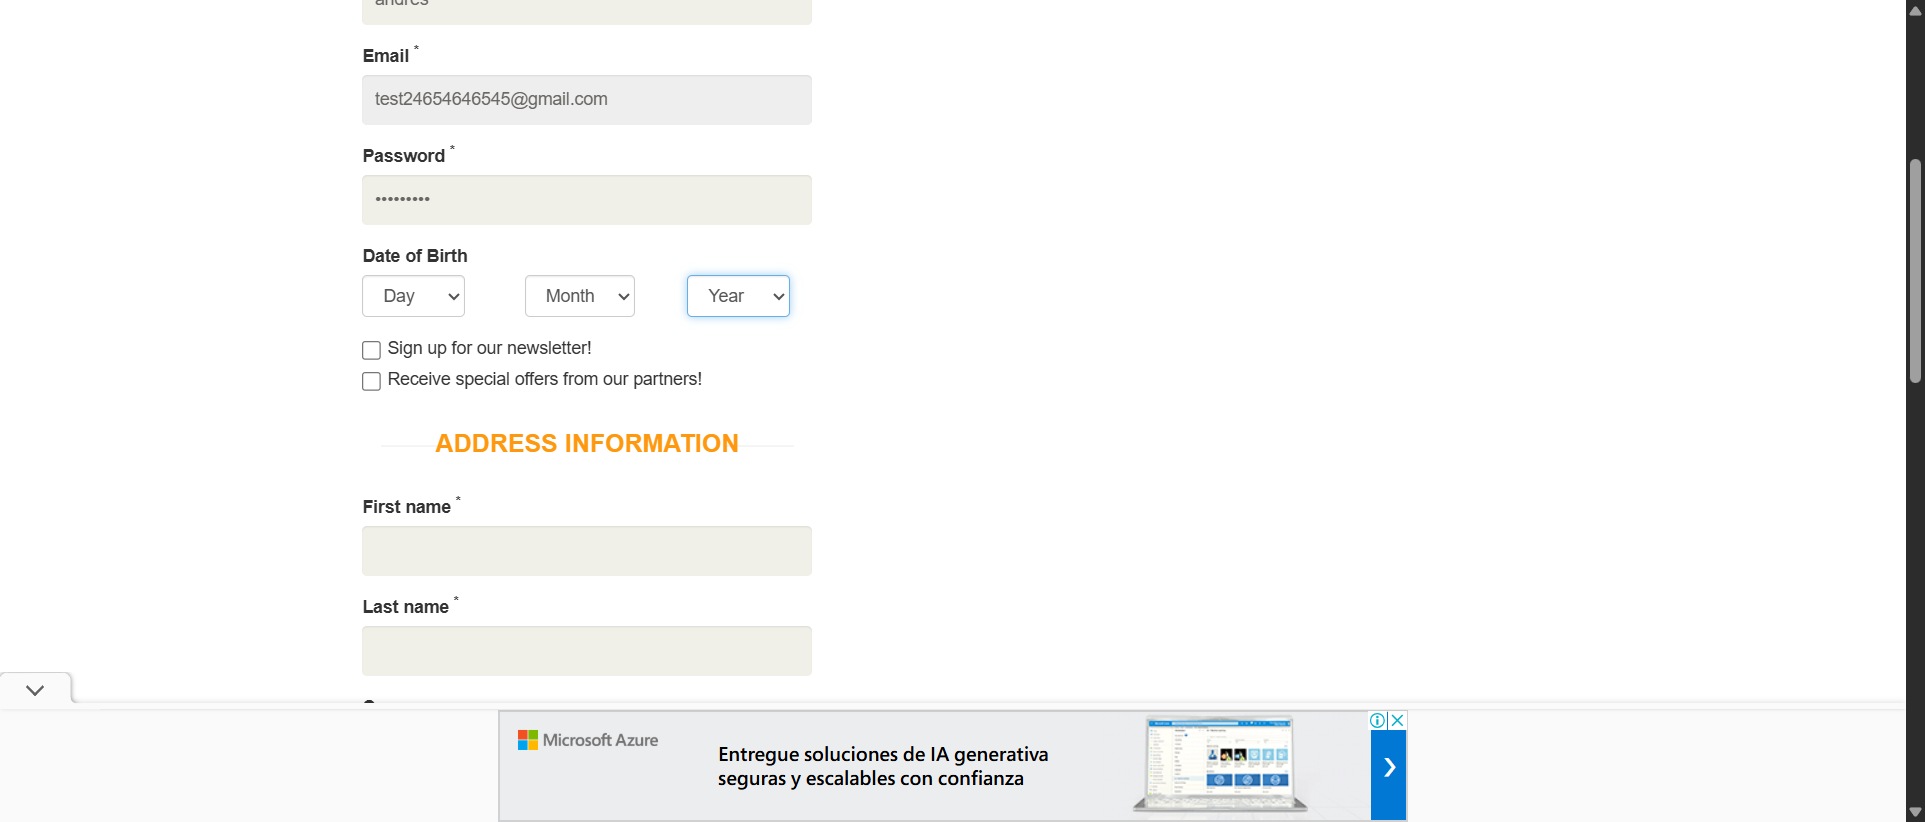 andres
Email *
test24654646545@gmail.com
Password *
•••••••••
Date of Birth
Day
Month
Year
Sign up for our newsletter!
Receive special offers from our partners!
ADDRESS INFORMATION
First name *
Last name *
Microsoft Azure
Entregue soluciones de IA generativa
seguras y escalables con confianza